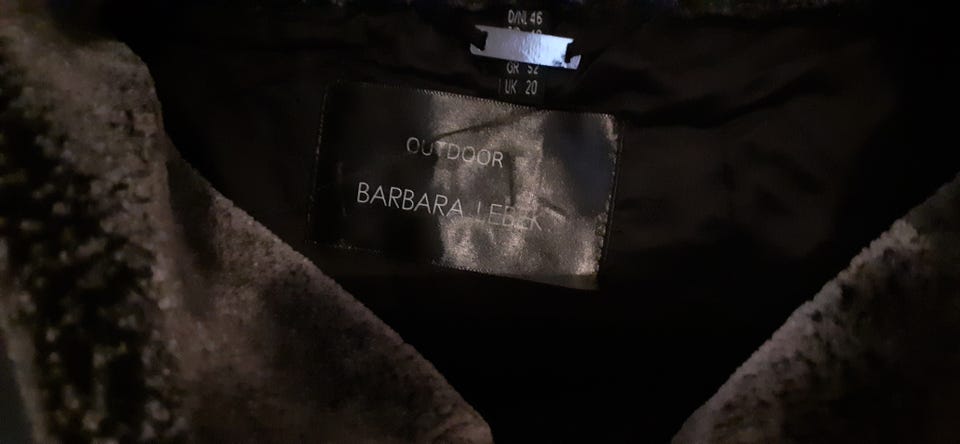 D/NL 46
GR 52
UK 20
OUTDOOR
BARBARA LEBEK